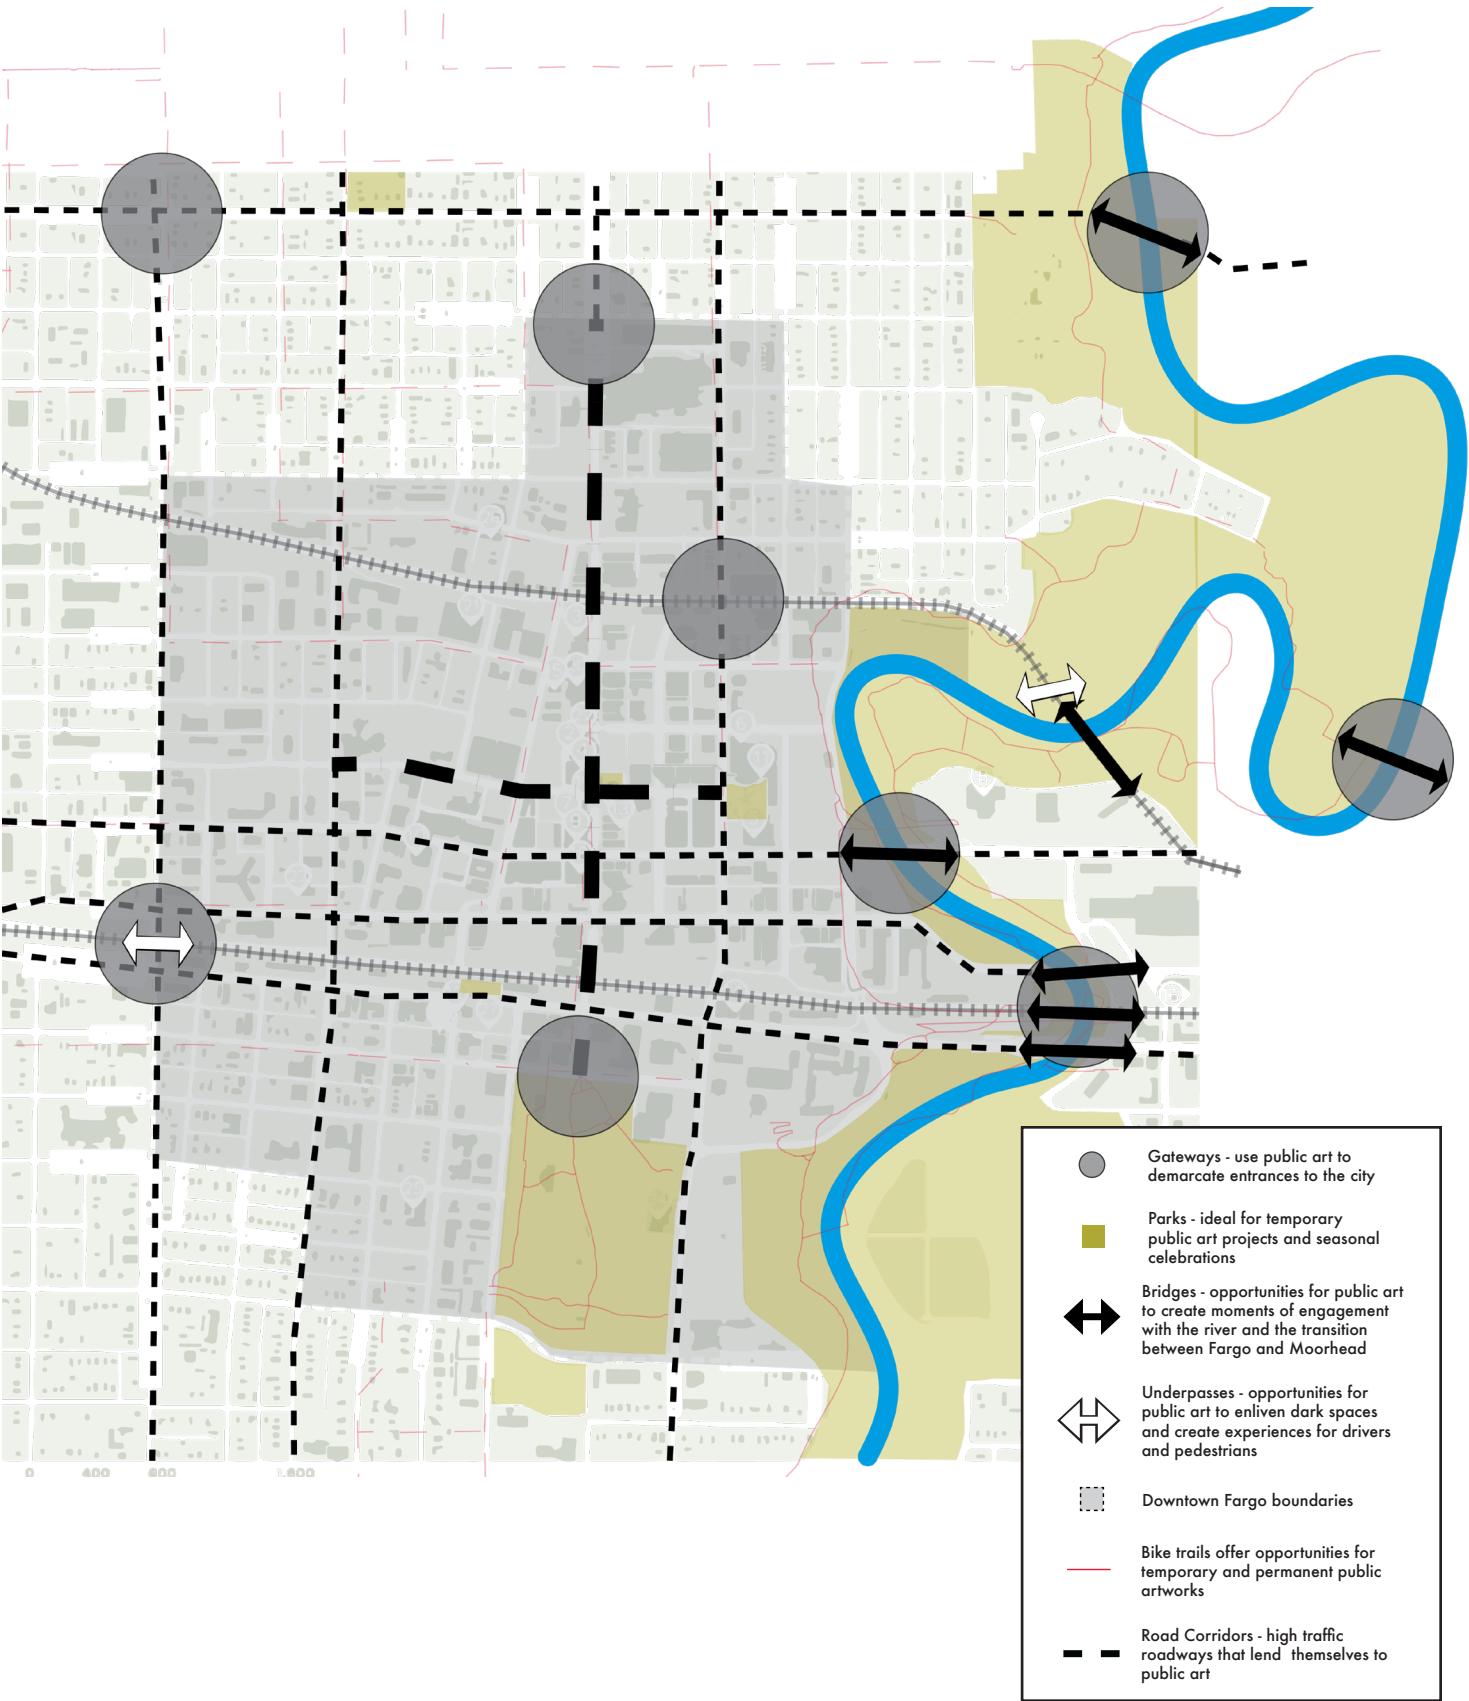 0 400 800 1,600
Gateways - use public art to
demarcate entrances to the city
Parks - ideal for temporary
public art projects and seasonal
celebrations
Bridges - opportunities for public art
to create moments of engagement
with the river and the transition
between Fargo and Moorhead
Underpasses - opportunities for
public art to enliven dark spaces
and create experiences for drivers
and pedestrians
Downtown Fargo boundaries
Bike trails offer opportunities for
temporary and permanent public
artworks
Road Corridors - high traffic
roadways that lend themselves to
public art